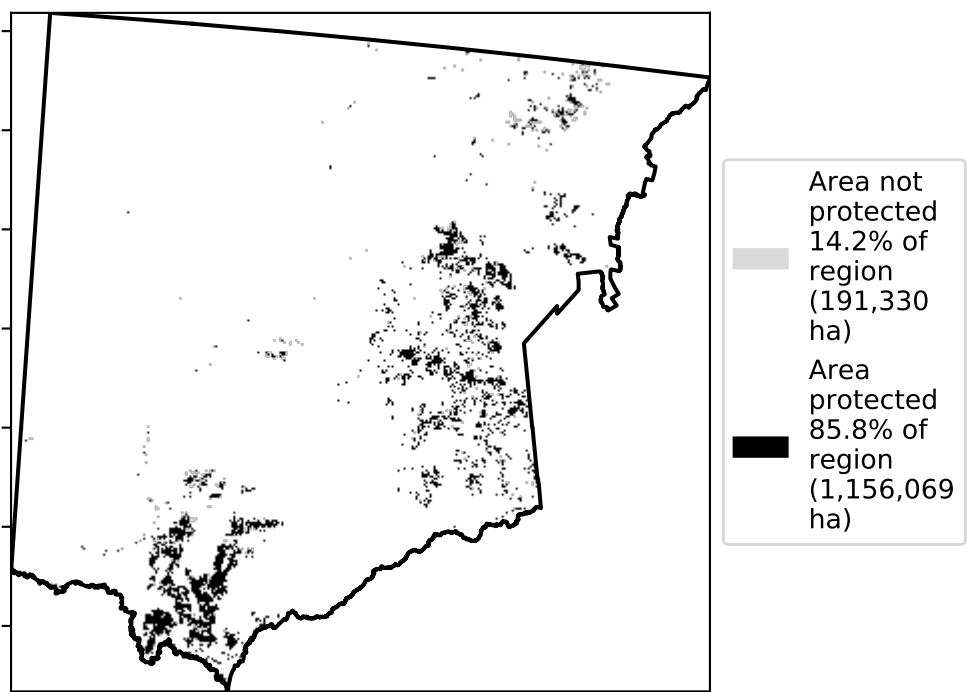 Area not
protected
14.2% of
region
(191,330
ha)
Area
protected
85.8% of
region
(1,156,069
ha)